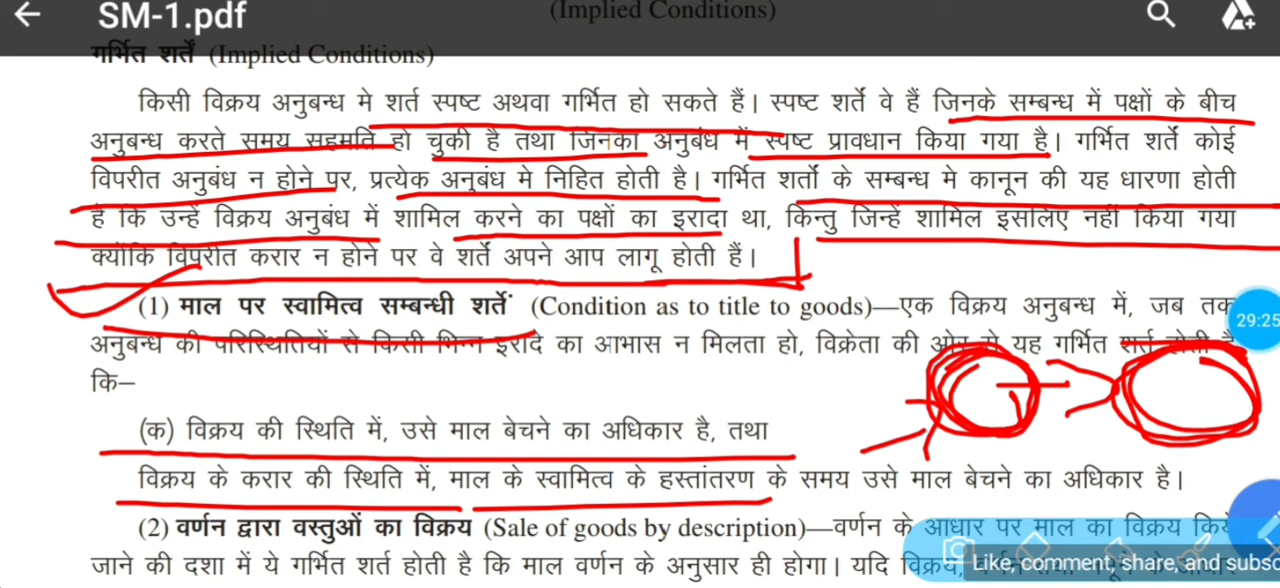 SM-1.pdf
(Implied Conditions)
गर्भित शर्तें (Implied Conditions)
किसी विक्रय अनुबन्ध मे शर्त स्पष्ट अथवा गर्भित हो सकते हैं। स्पष्ट शर्तें वे हैं जिनके सम्बन्ध में पक्षों के बीच
अनुबन्ध करते समय सहमति हो चुकी है तथा जिनका अनुबंध में स्पष्ट प्रावधान किया गया है। गर्भित शर्तें कोई
विपरीत अनुबंध न होने पर, प्रत्येक अनुबंध मे निहित होती है। गर्भित शर्तों के सम्बन्ध मे कानून की यह धारणा होती
है कि उन्हें विक्रय अनुबंध में शामिल करने का पक्षों का इरादा था, किन्तु जिन्हें शामिल इसलिए नहीं किया गया
क्योंकि विपरीत करार न होने पर वे शर्तें अपने आप लागू होती हैं।
(1) माल पर स्वामित्व सम्बन्धी शर्तें (Condition as to title to goods)—एक विक्रय अनुबन्ध में, जब तक
अनुबन्ध की परिस्थितियों से किसी भिन्न इरादे का आभास न मिलता हो, विक्रेता की ओर से यह गर्भित शर्त होती है
कि—
(क) विक्रय की स्थिति में, उसे माल बेचने का अधिकार है, तथा
विक्रय के करार की स्थिति में, माल के स्वामित्व के हस्तांतरण के समय उसे माल बेचने का अधिकार है।
(2) वर्णन द्वारा वस्तुओं का विक्रय (Sale of goods by description)—वर्णन के आधार पर माल का विक्रय किये
जाने की दशा में ये गर्भित शर्त होती है कि माल वर्णन के अनुसार ही होगा। यदि विक्रय,
29:25
Like, comment, share, and subsc